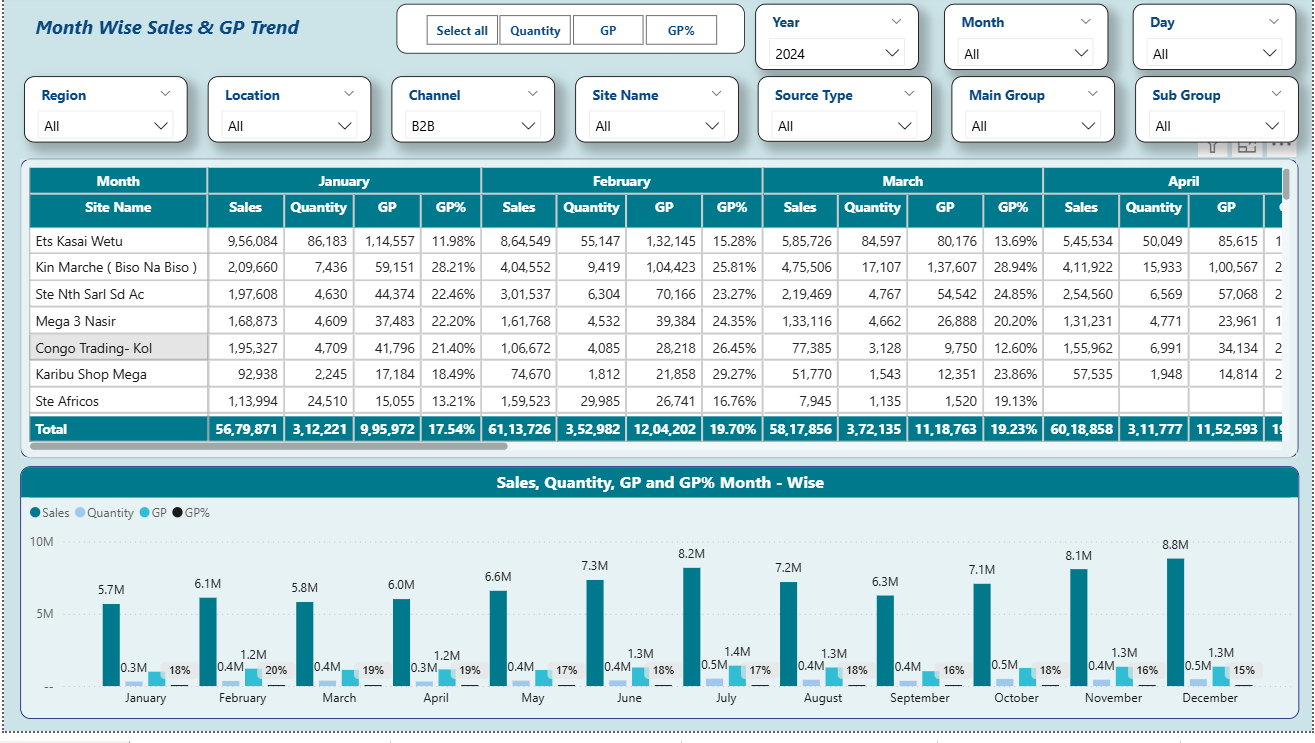 Month Wise Sales & GP Trend
Select all Quantity GP GP%
Year
2024
Month
All
Day
All
Region
All
Location
All
Channel
B2B
Site Name
All
Source Type
All
Main Group
All
Sub Group
All
Month January February March April
Site Name Sales Quantity GP GP% Sales Quantity GP GP% Sales Quantity GP GP% Sales Quantity GP
Ets Kasai Wetu 9,56,084 86,183 1,14,557 11.98% 8,64,549 55,147 1,32,145 15.28% 5,85,726 84,597 80,176 13.69% 5,45,534 50,049 85,615 1
Kin Marche ( Biso Na Biso ) 2,09,660 7,436 59,151 28.21% 4,04,552 9,419 1,04,423 25.81% 4,75,506 17,107 1,37,607 28.94% 4,11,922 15,933 1,00,567 2
Ste Nth Sarl Sd Ac 1,97,608 4,630 44,374 22.46% 3,01,537 6,304 70,166 23.27% 2,19,469 4,767 54,542 24.85% 2,54,560 6,569 57,068 2
Mega 3 Nasir 1,68,873 4,609 37,483 22.20% 1,61,768 4,532 39,384 24.35% 1,33,116 4,662 26,888 20.20% 1,31,231 4,771 23,961 1
Congo Trading- Kol 1,95,327 4,709 41,796 21.40% 1,06,672 4,085 28,218 26.45% 77,385 3,128 9,750 12.60% 1,55,962 6,991 34,134 2
Karibu Shop Mega 92,938 2,245 17,184 18.49% 74,670 1,812 21,858 29.27% 51,770 1,543 12,351 23.86% 57,535 1,948 14,814 2
Ste Africos 1,13,994 24,510 15,055 13.21% 1,59,523 29,985 26,741 16.76% 7,945 1,135 1,520 19.13%
Total 56,79,871 3,12,221 9,95,972 17.54% 61,13,726 3,52,982 12,04,202 19.70% 58,17,856 3,72,135 11,18,763 19.23% 60,18,858 3,11,777 11,52,593 19
Sales, Quantity, GP and GP% Month - Wise
Sales Quantity GP GP%
10M
5M
--
5.7M 0.3M 18%
6.1M 0.4M 1.2M 20%
5.8M 0.4M 19%
6.0M 0.3M 1.2M 19%
6.6M 0.4M 17%
7.3M 0.4M 1.3M 18%
8.2M 0.5M 1.4M 17%
7.2M 0.4M 1.3M 18%
6.3M 0.4M 16%
7.1M 0.5M 18%
8.1M 0.4M 1.3M 16%
8.8M 0.5M 1.3M 15%
January February March April May June July August September October November December